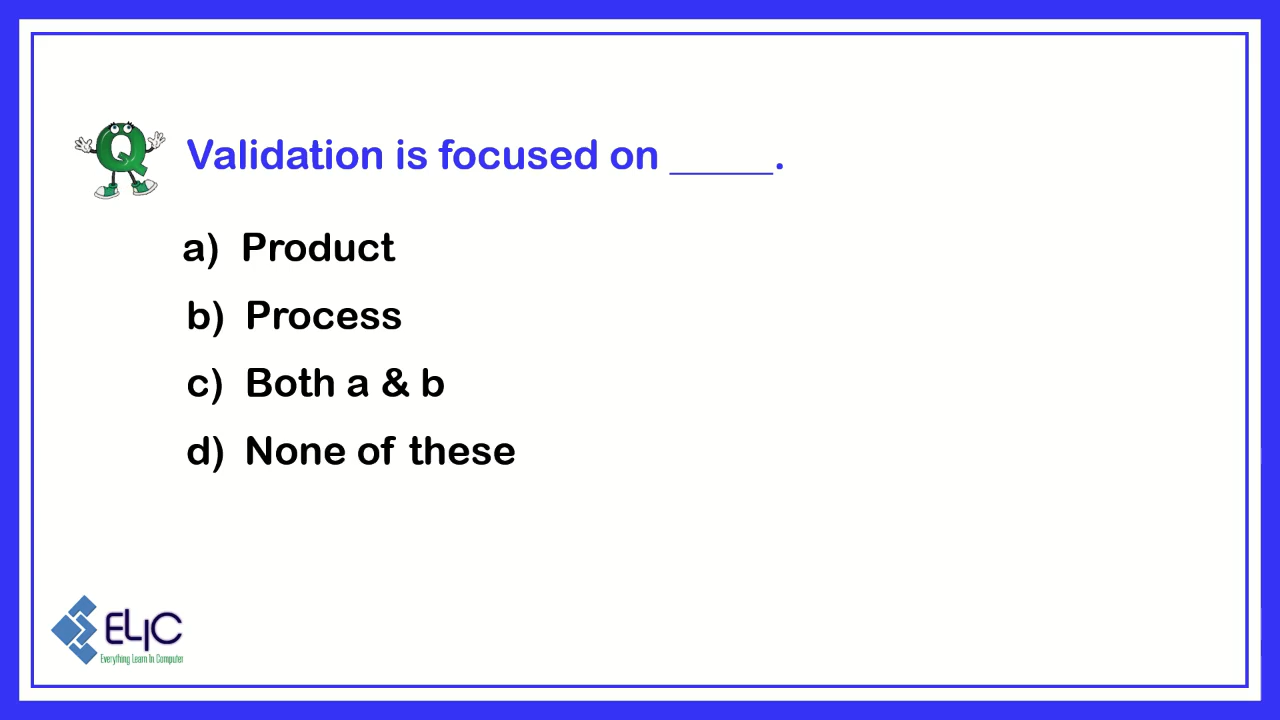 Validation is focused on _____.
a) Product
b) Process
c) Both a & b
d) None of these
ELIC
Everything Learn In Computer